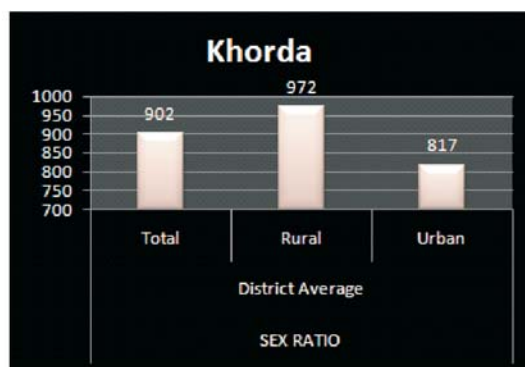 Khorda
1000
950
900
850
800
750
700
902
972
817
Total Rural Urban
District Average
SEX RATIO